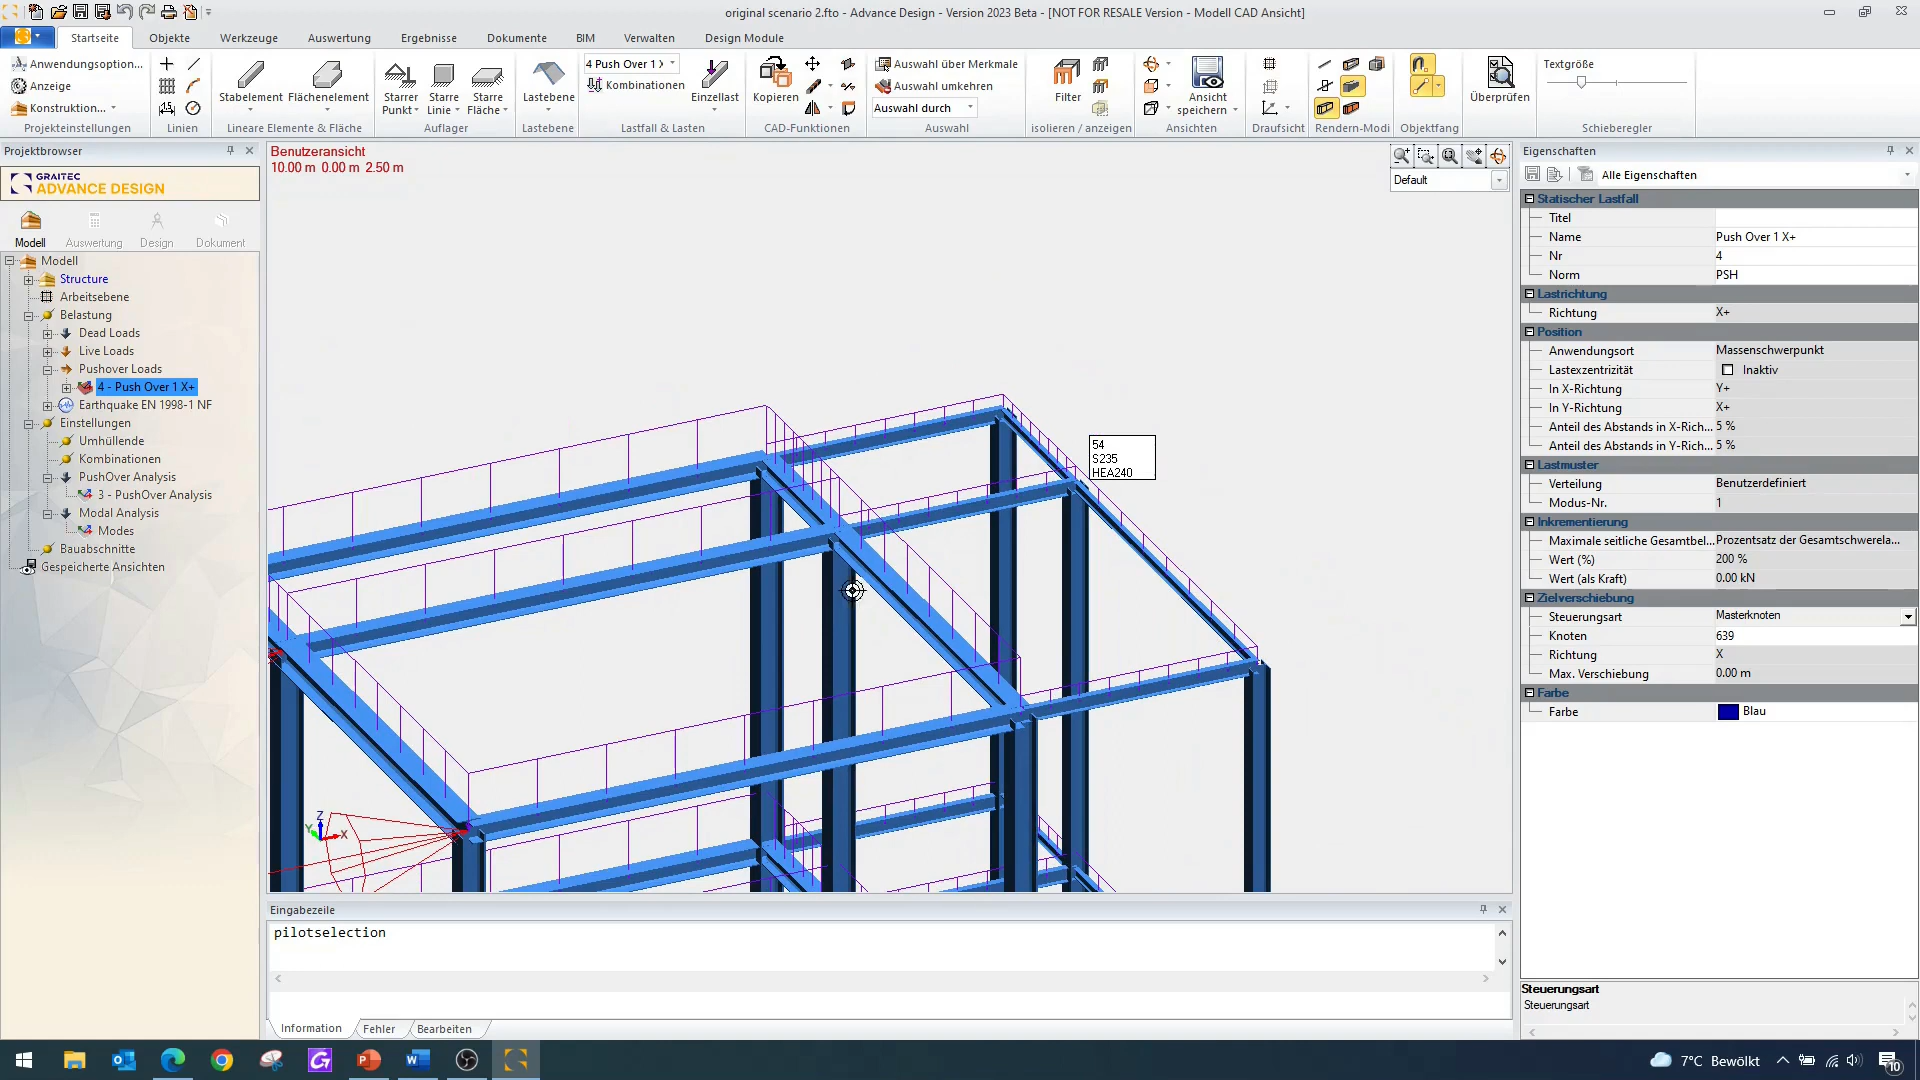 original scenario 2.fto - Advance Design - Version 2023 Beta - [NOT FOR RESALE Version - Modell CAD Ansicht]
Startseite Objekte Werkzeuge Auswertung Ergebnisse Dokumente BIM Verwalten Design Module
Anwendungsoption...
Anzeige
Konstruktion...
Projekteinstellungen
Linien
Stabelement Flächenelement
Lineare Elemente & Fläche
Starrer Punkt
Starre Linie
Starre Fläche
Auflager
Lastebene
Lastebene
4 Push Over 1 X
Kombinationen
Einzellast
Lastfall & Lasten
Kopieren
CAD-Funktionen
Auswahl über Merkmale
Auswahl umkehren
Auswahl durch
Auswahl
Filter
isolieren / anzeigen
Ansicht speichern
Ansichten
Draufsicht
Rendern-Modi
Objektfang
Überprüfen
Textgröße
Schieberegler
Projektbrowser
GRAITEC
ADVANCE DESIGN
Modell Auswertung Design Dokument
Modell
Structure
Arbeitsebene
Belastung
Dead Loads
Live Loads
Pushover Loads
4 - Push Over 1 X+
Earthquake EN 1998-1 NF
Einstellungen
Umhüllende
Kombinationen
PushOver Analysis
3 - PushOver Analysis
Modal Analysis
Modes
Bauabschnitte
Gespeicherte Ansichten
Benutzeransicht
10.00 m 0.00 m 2.50 m
Default
54
S235
HEA240
Z
Y
X
Eingabezeile
pilotselection
Information Fehler Bearbeiten
Eigenschaften
Alle Eigenschaften
Statischer Lastfall
Titel
Name Push Over 1 X+
Nr 4
Norm PSH
Lastrichtung
Richtung X+
Position
Anwendungsort Massenschwerpunkt
Lastexzentrizität Inaktiv
In X-Richtung Y+
In Y-Richtung X+
Anteil des Abstands in X-Rich... 5 %
Anteil des Abstands in Y-Rich... 5 %
Lastmuster
Verteilung Benutzerdefiniert
Modus-Nr. 1
Inkrementierung
Maximale seitliche Gesamtbel... Prozentsatz der Gesamtschwerela...
Wert (%) 200 %
Wert (als Kraft) 0.00 kN
Zielverschiebung
Steuerungsart Masterknoten
Knoten 639
Richtung X
Max. Verschiebung 0.00 m
Farbe
Farbe Blau
Steuerungsart
Steuerungsart
7°C Bewölkt
10